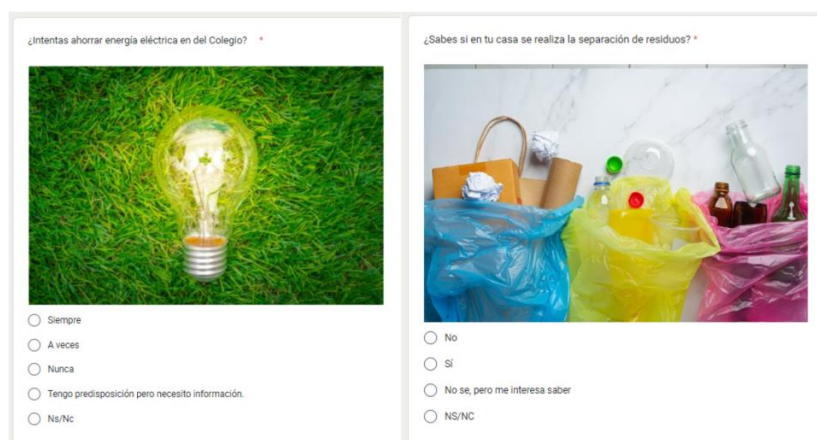 ¿Intentas ahorrar energía eléctrica en del Colegio? *
Siempre
A veces
Nunca
Tengo predisposición pero necesito información.
Ns/Nc
¿Sabes si en tu casa se realiza la separación de residuos? *
No
Sí
No se, pero me interesa saber
NS/NC